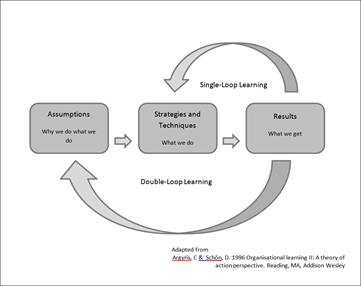 Single-Loop Learning
Assumptions
Why we do what we
do
Strategies and
Techniques
What we do
Results
What we get
Double-Loop Learning
Adapted from
Argyris, C & Schön, D. 1996 Organisational learning II: A theory of
action perspective. Reading, MA, Addison Wesley